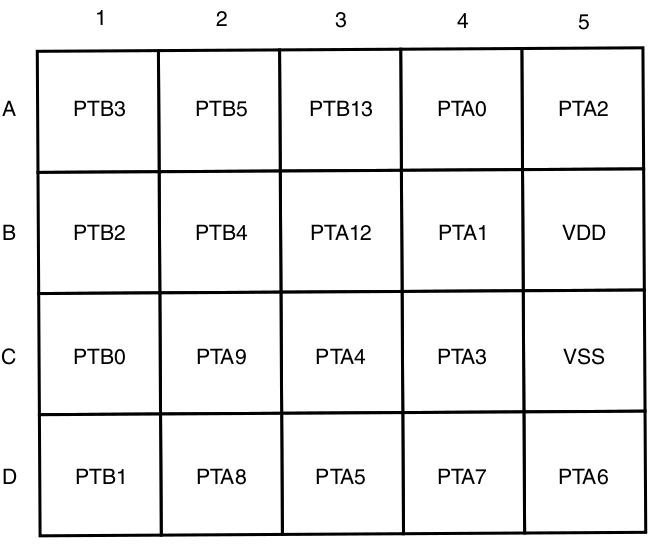 1 2 3 4 5
A PTB3 PTB5 PTB13 PTA0 PTA2
B PTB2 PTB4 PTA12 PTA1 VDD
C PTB0 PTA9 PTA4 PTA3 VSS
D PTB1 PTA8 PTA5 PTA7 PTA6